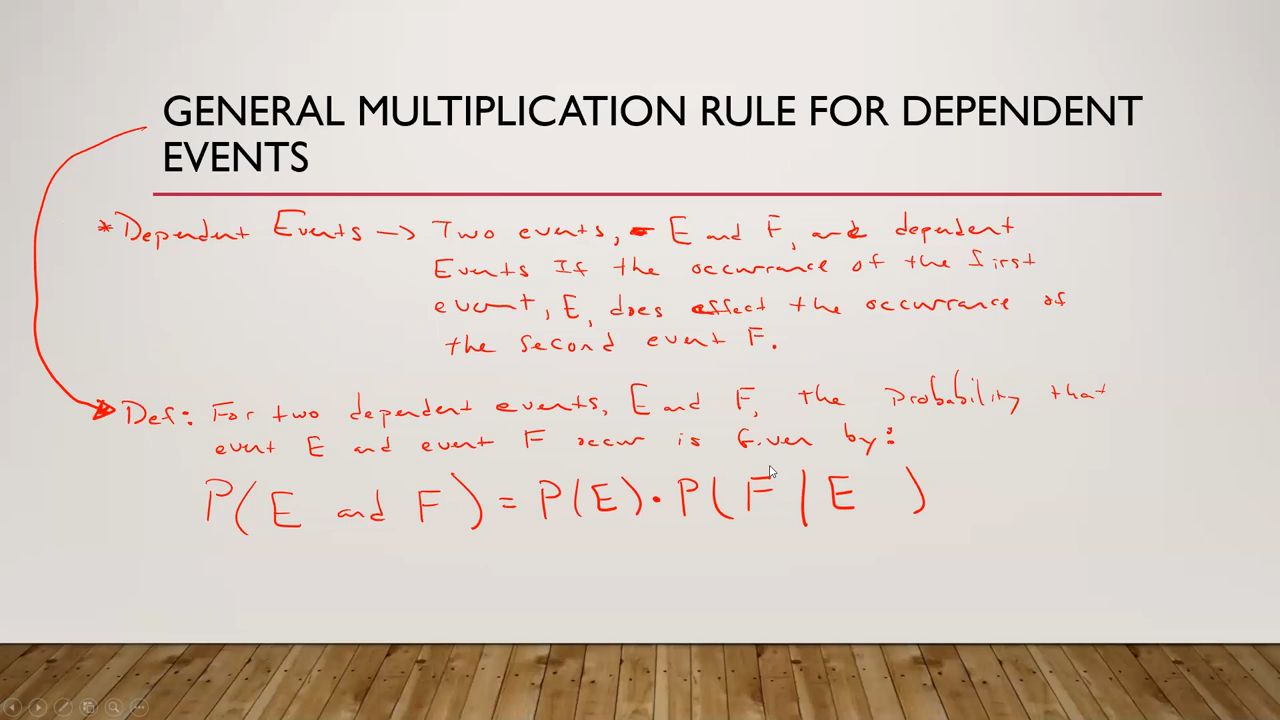 GENERAL MULTIPLICATION RULE FOR DEPENDENT
EVENTS
* Dependent Events → Two events, E and F, are dependent
Events If the occurrance of the first
event, E, does effect the occurrance of
the second event F.
Def: For two dependent events, E and F, the Probability that
event E and event F occur is Given by:
P(E and F) = P(E) • P(F | E )